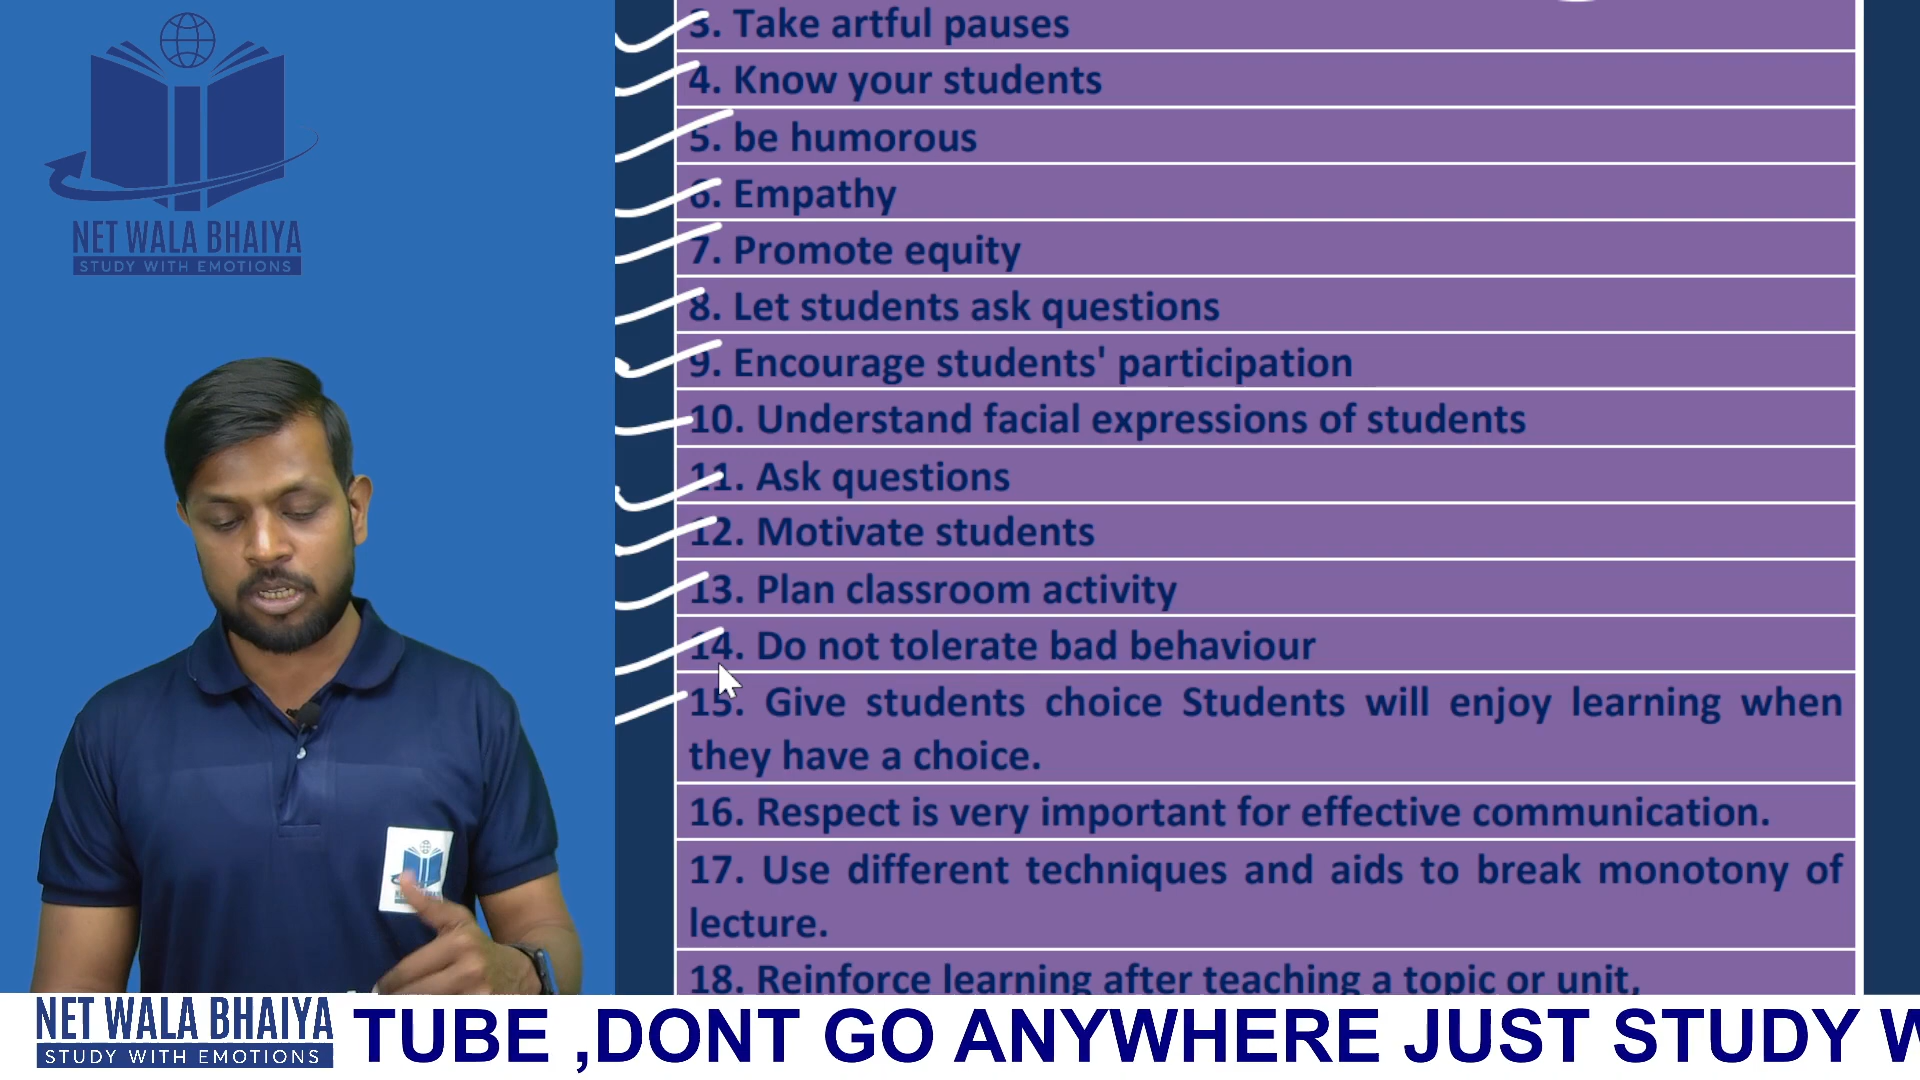 NET WALA BHAIYA
STUDY WITH EMOTIONS
3. Take artful pauses
4. Know your students
5. be humorous
6. Empathy
7. Promote equity
8. Let students ask questions
9. Encourage students' participation
10. Understand facial expressions of students
11. Ask questions
12. Motivate students
13. Plan classroom activity
14. Do not tolerate bad behaviour
15. Give students choice Students will enjoy learning when
they have a choice.
16. Respect is very important for effective communication.
17. Use different techniques and aids to break monotony of
lecture.
18. Reinforce learning after teaching a topic or unit,
NET WALA BHAIYA
STUDY WITH EMOTIONS
TUBE ,DONT GO ANYWHERE JUST STUDY W